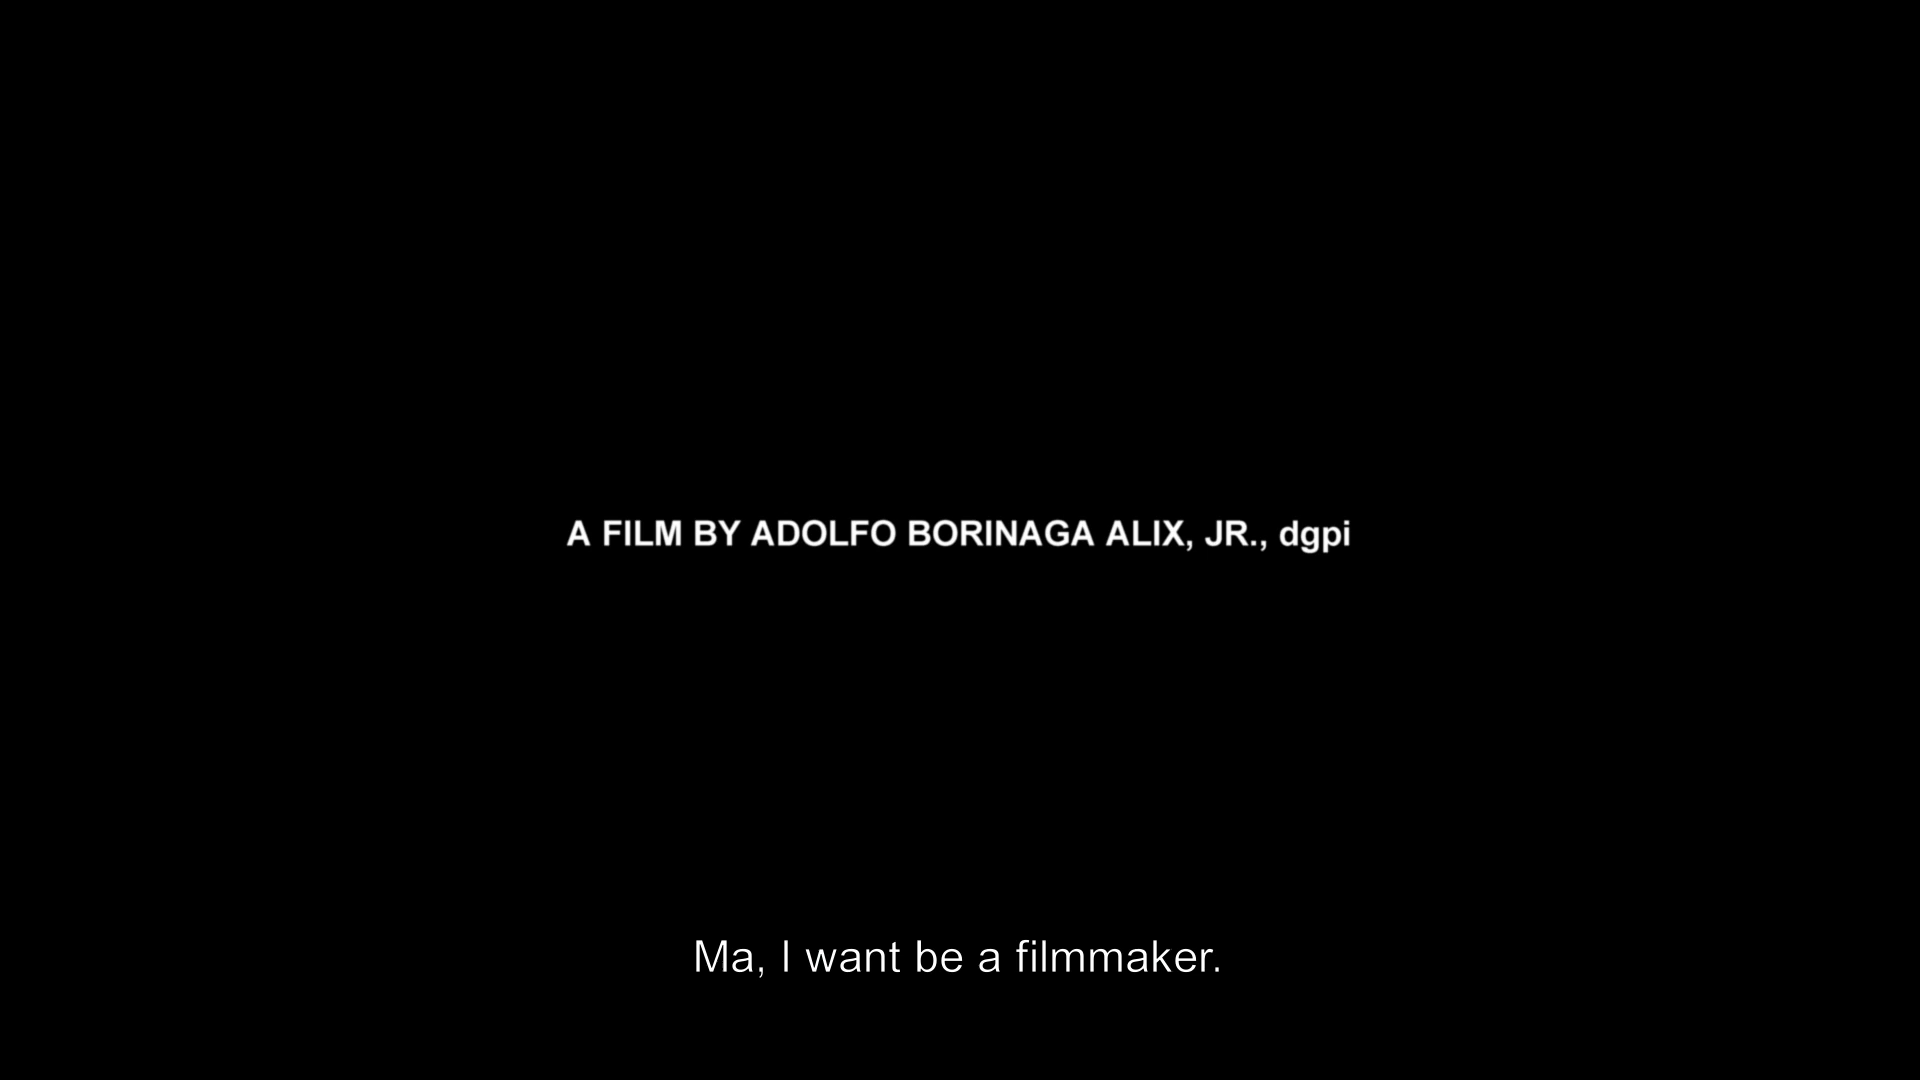 A FILM BY ADOLFO BORINAGA ALIX, JR., dgpi
Ma, I want be a filmmaker.